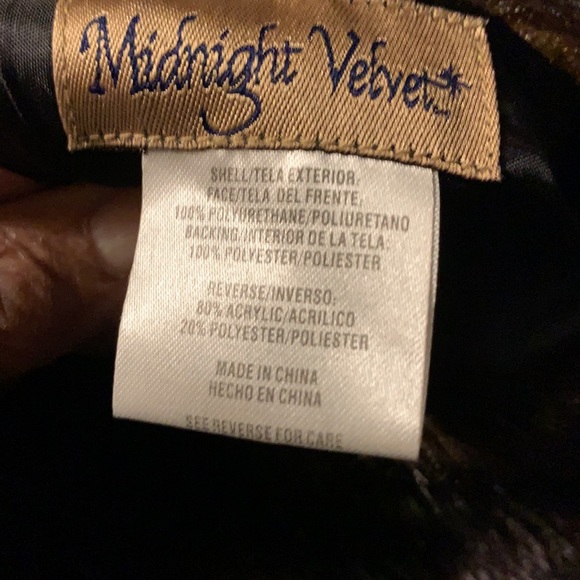 Midnight Velvet
SHELL/TELA EXTERIOR:
FACE/TELA DEL FRENTE:
100% POLYURETHANE/POLIURETANO
BACKING/INTERIOR DE LA TELA:
100% POLYESTER/POLIESTER
REVERSE/INVERSO:
80% ACRYLIC/ACRILICO
20% POLYESTER/POLIESTER
MADE IN CHINA
HECHO EN CHINA
SEE REVERSE FOR CARE